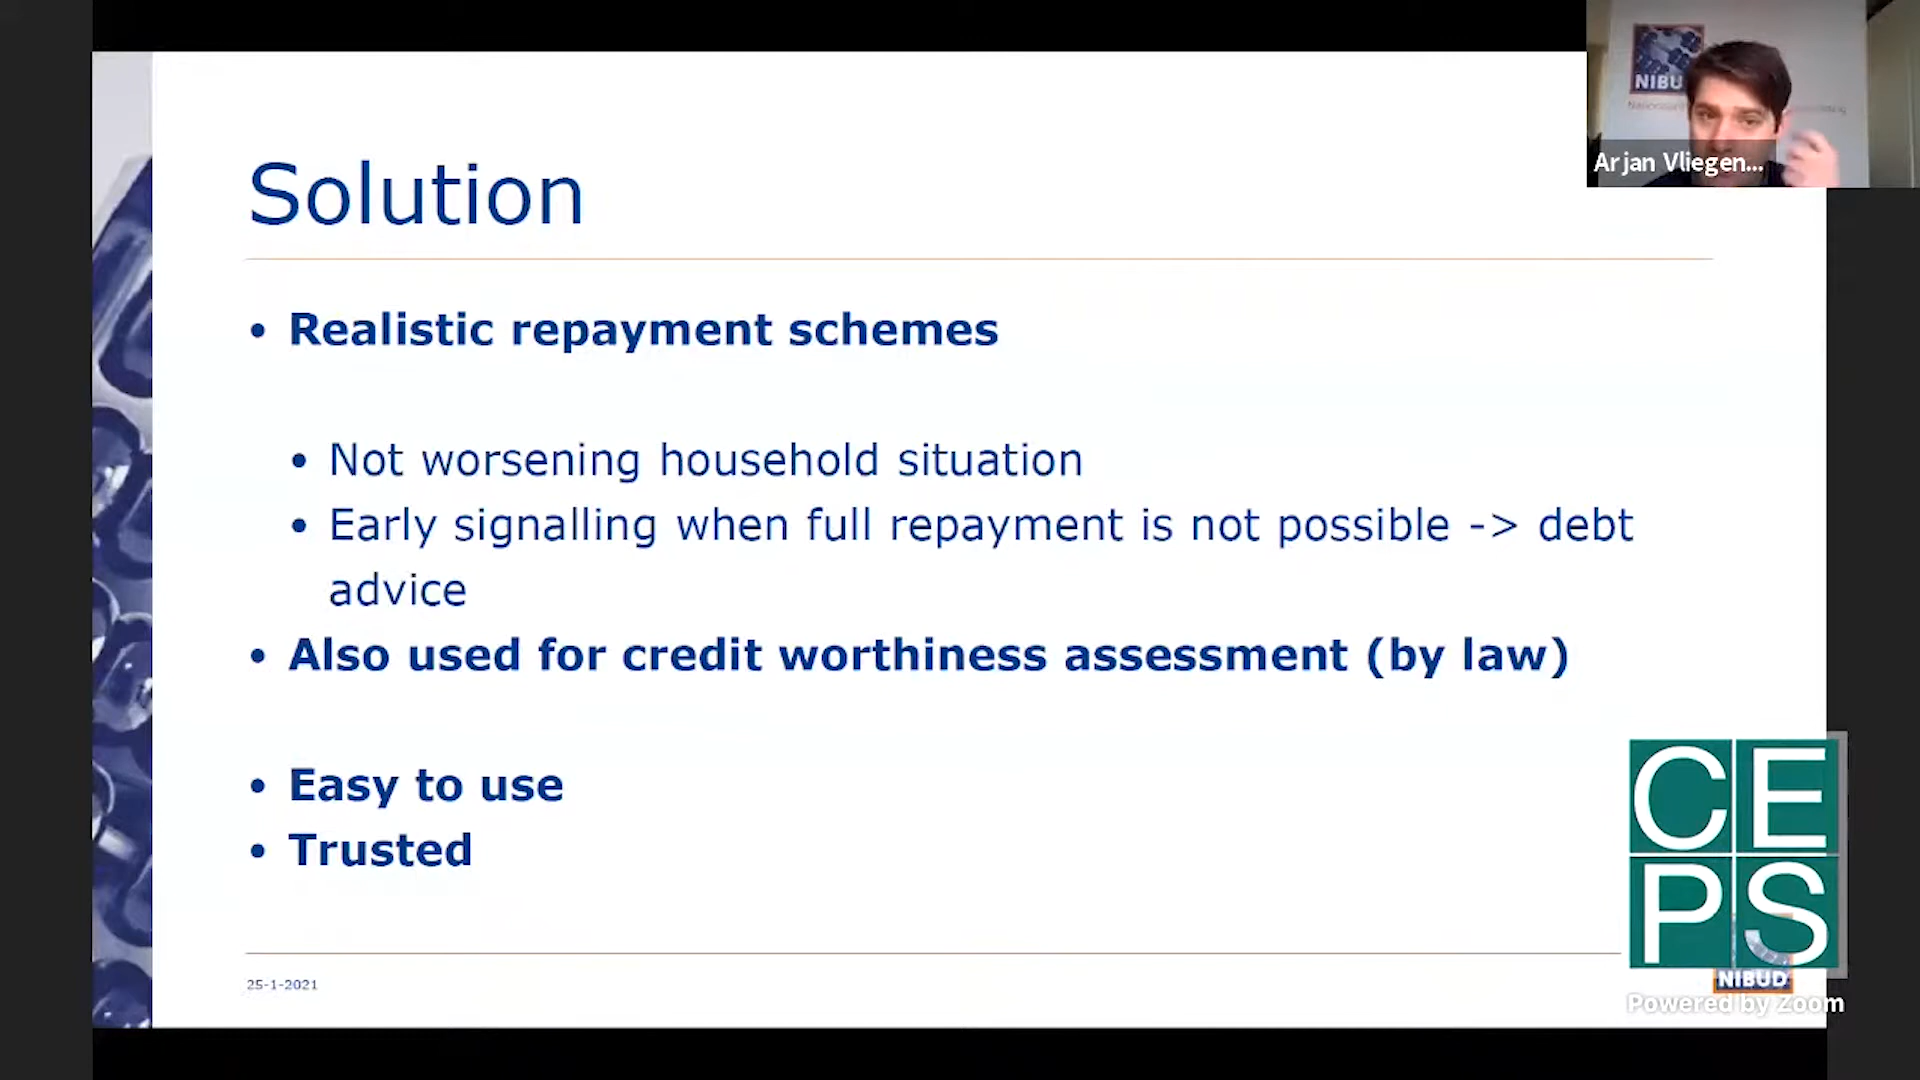 NIBU
Arjan Vliegen...
Solution
• Realistic repayment schemes
• Not worsening household situation
• Early signalling when full repayment is not possible -> debt
advice
• Also used for credit worthiness assessment (by law)
• Easy to use
• Trusted
CE
PS
25-1-2021
NIBUD
Powered by Zoom